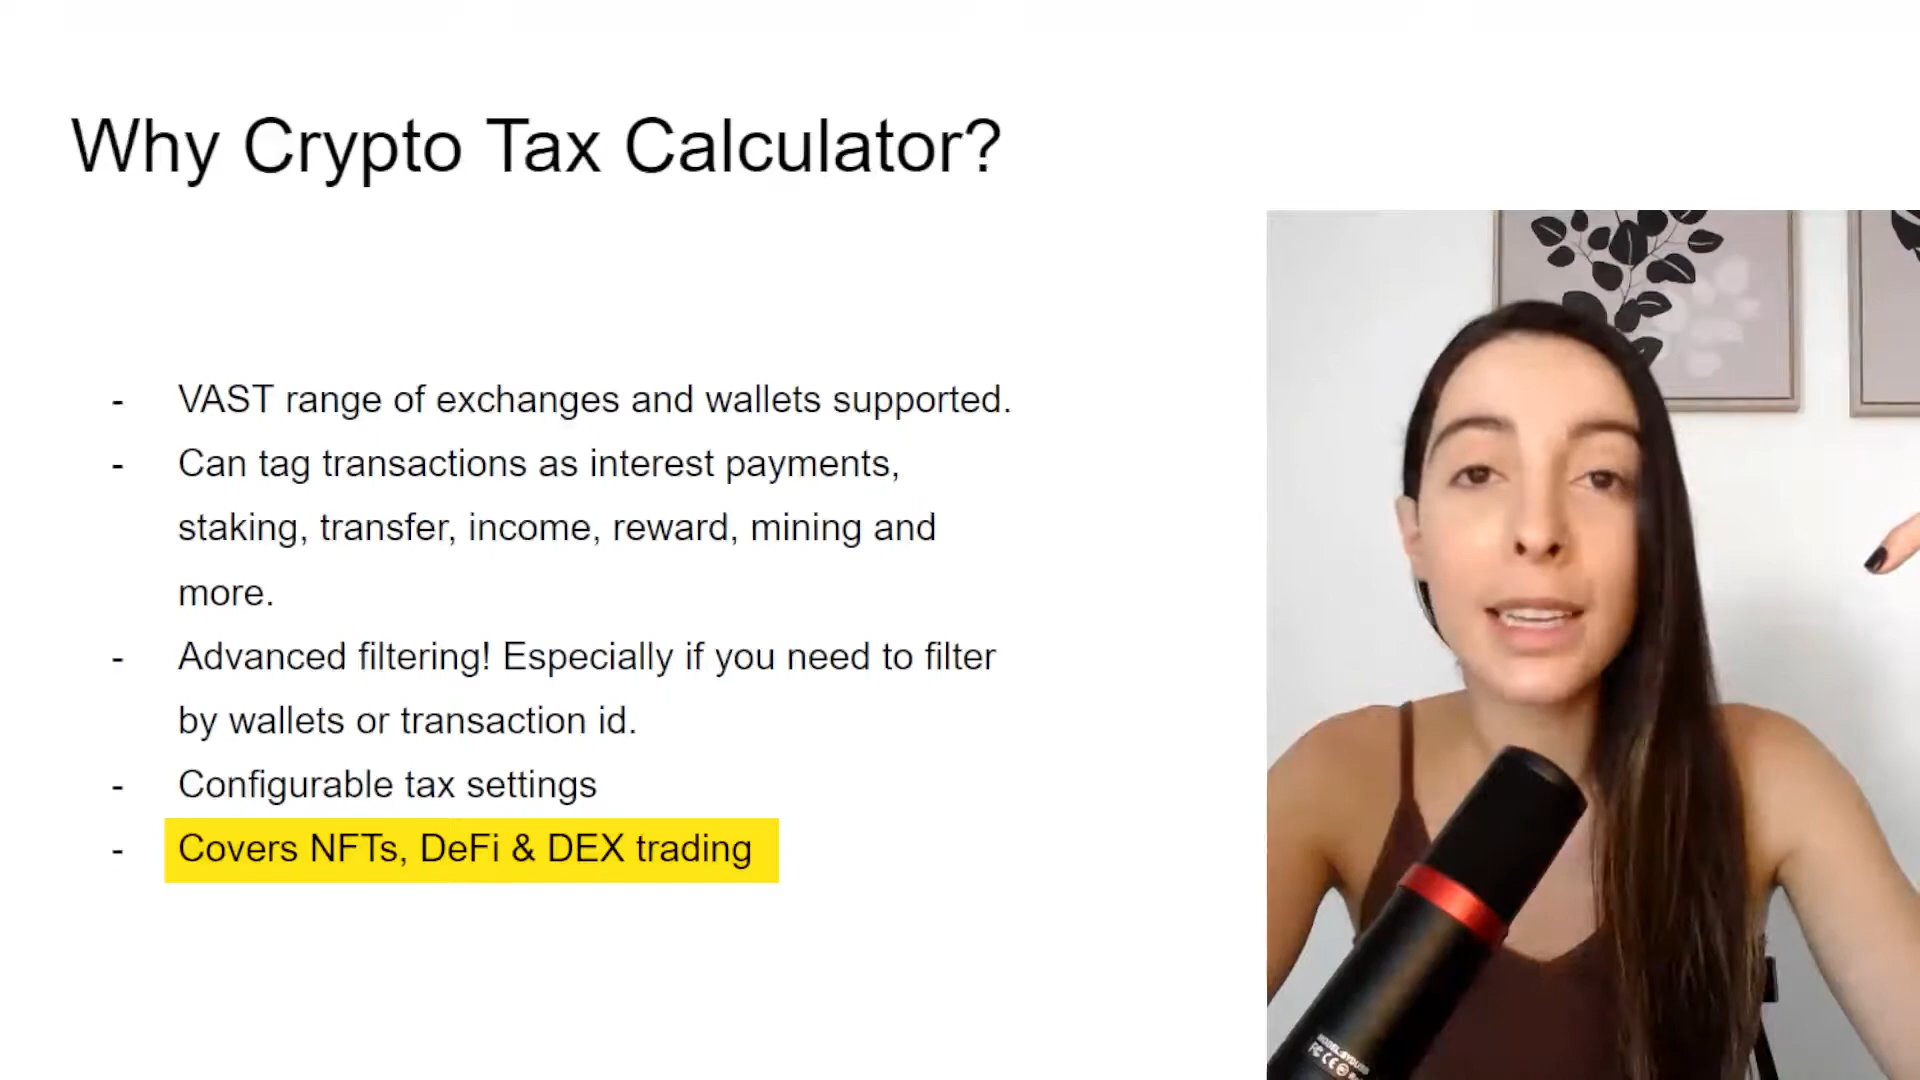 Why Crypto Tax Calculator?
- VAST range of exchanges and wallets supported.
- Can tag transactions as interest payments,
staking, transfer, income, reward, mining and
more.
- Advanced filtering! Especially if you need to filter
by wallets or transaction id.
- Configurable tax settings
- Covers NFTs, DeFi & DEX trading